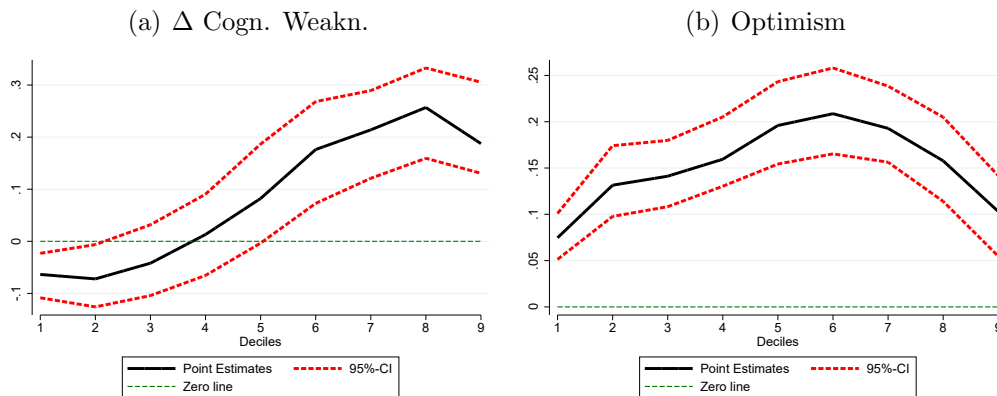 (a) Δ Cogn. Weakn.
.3
.2
.1
0
-.1
1 2 3 4 5 6 7 8 9
Deciles
Point Estimates 95%-CI
Zero line
(b) Optimism
.25
.2
.15
.1
.05
0
1 2 3 4 5 6 7 8 9
Deciles
Point Estimates 95%-CI
Zero line